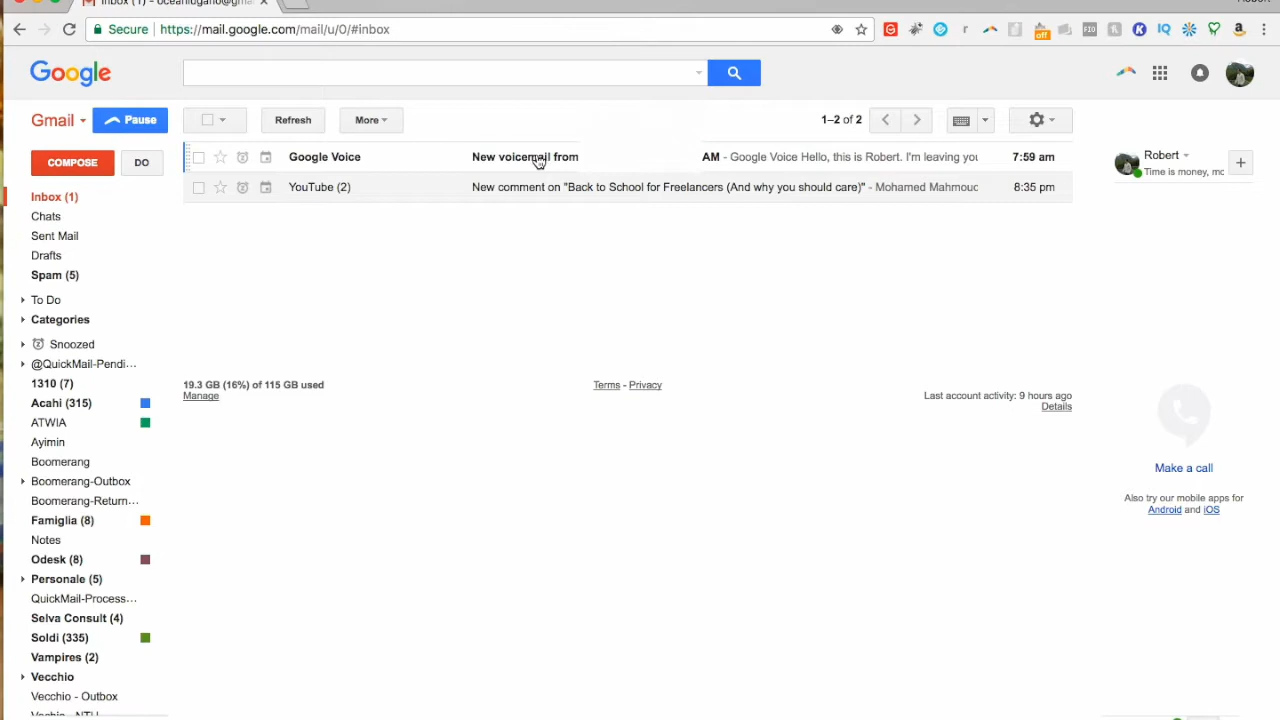 Inbox (1) - oceanlugano@gma
Secure
https://mail.google.com/mail/u/0/#inbox
off
IQ
Google
Gmail
Pause
Refresh
More
1–2 of 2
COMPOSE
DO
Google Voice
New voicemail from
AM - Google Voice Hello, this is Robert. I'm leaving you
7:59 am
YouTube (2)
New comment on "Back to School for Freelancers (And why you should care)" - Mohamed Mahmoud
8:35 pm
Robert
Time is money, mo
Inbox (1)
Chats
Sent Mail
Drafts
Spam (5)
To Do
Categories
Snoozed
@QuickMail-Pendi...
1310 (7)
Acahi (315)
ATWIA
Ayimin
Boomerang
Boomerang-Outbox
Boomerang-Return...
Famiglia (8)
Notes
Odesk (8)
Personale (5)
QuickMail-Process...
Selva Consult (4)
Soldi (335)
Vampires (2)
Vecchio
Vecchio - Outbox
19.3 GB (16%) of 115 GB used
Manage
Terms - Privacy
Last account activity: 9 hours ago
Details
Make a call
Also try our mobile apps for
Android and iOS